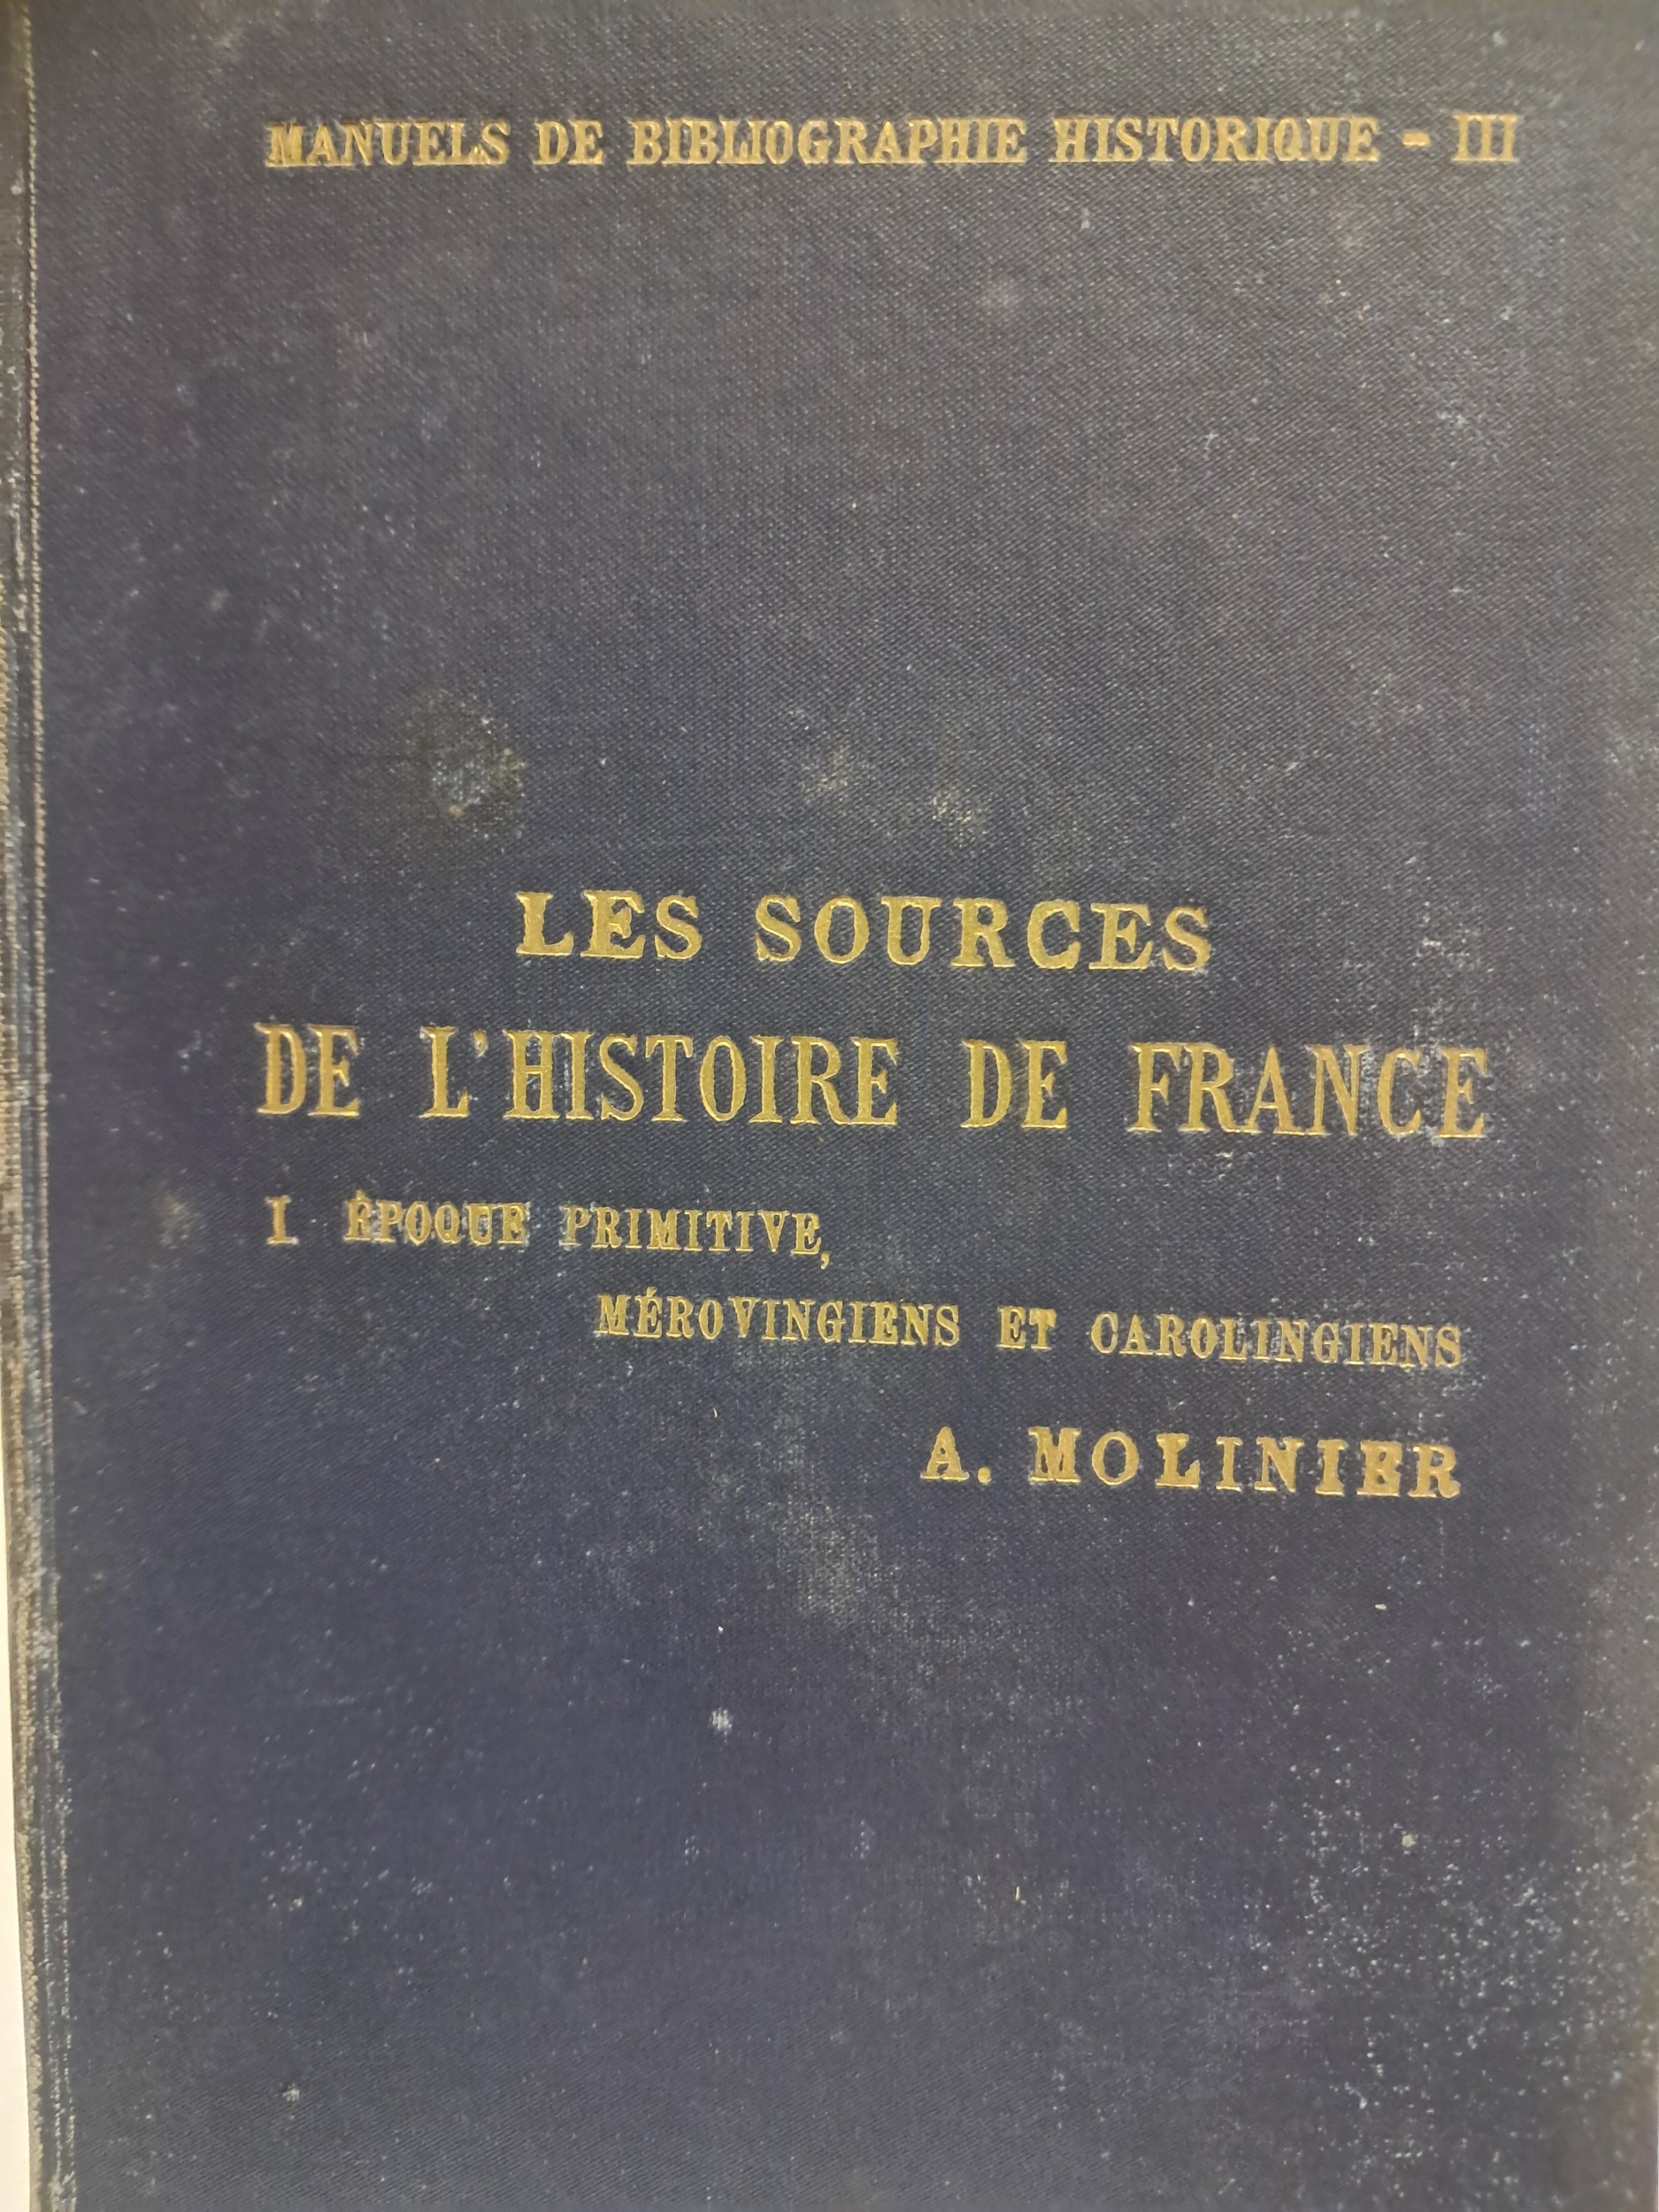 MANUELS DE BIBLIOGRAPHIE HISTORIQUE - III
LES SOURCES
DE L'HISTOIRE DE FRANCE
I ÉPOQUE PRIMITIVE,
MÉROVINGIENS ET CAROLINGIENS
A. MOLINIER